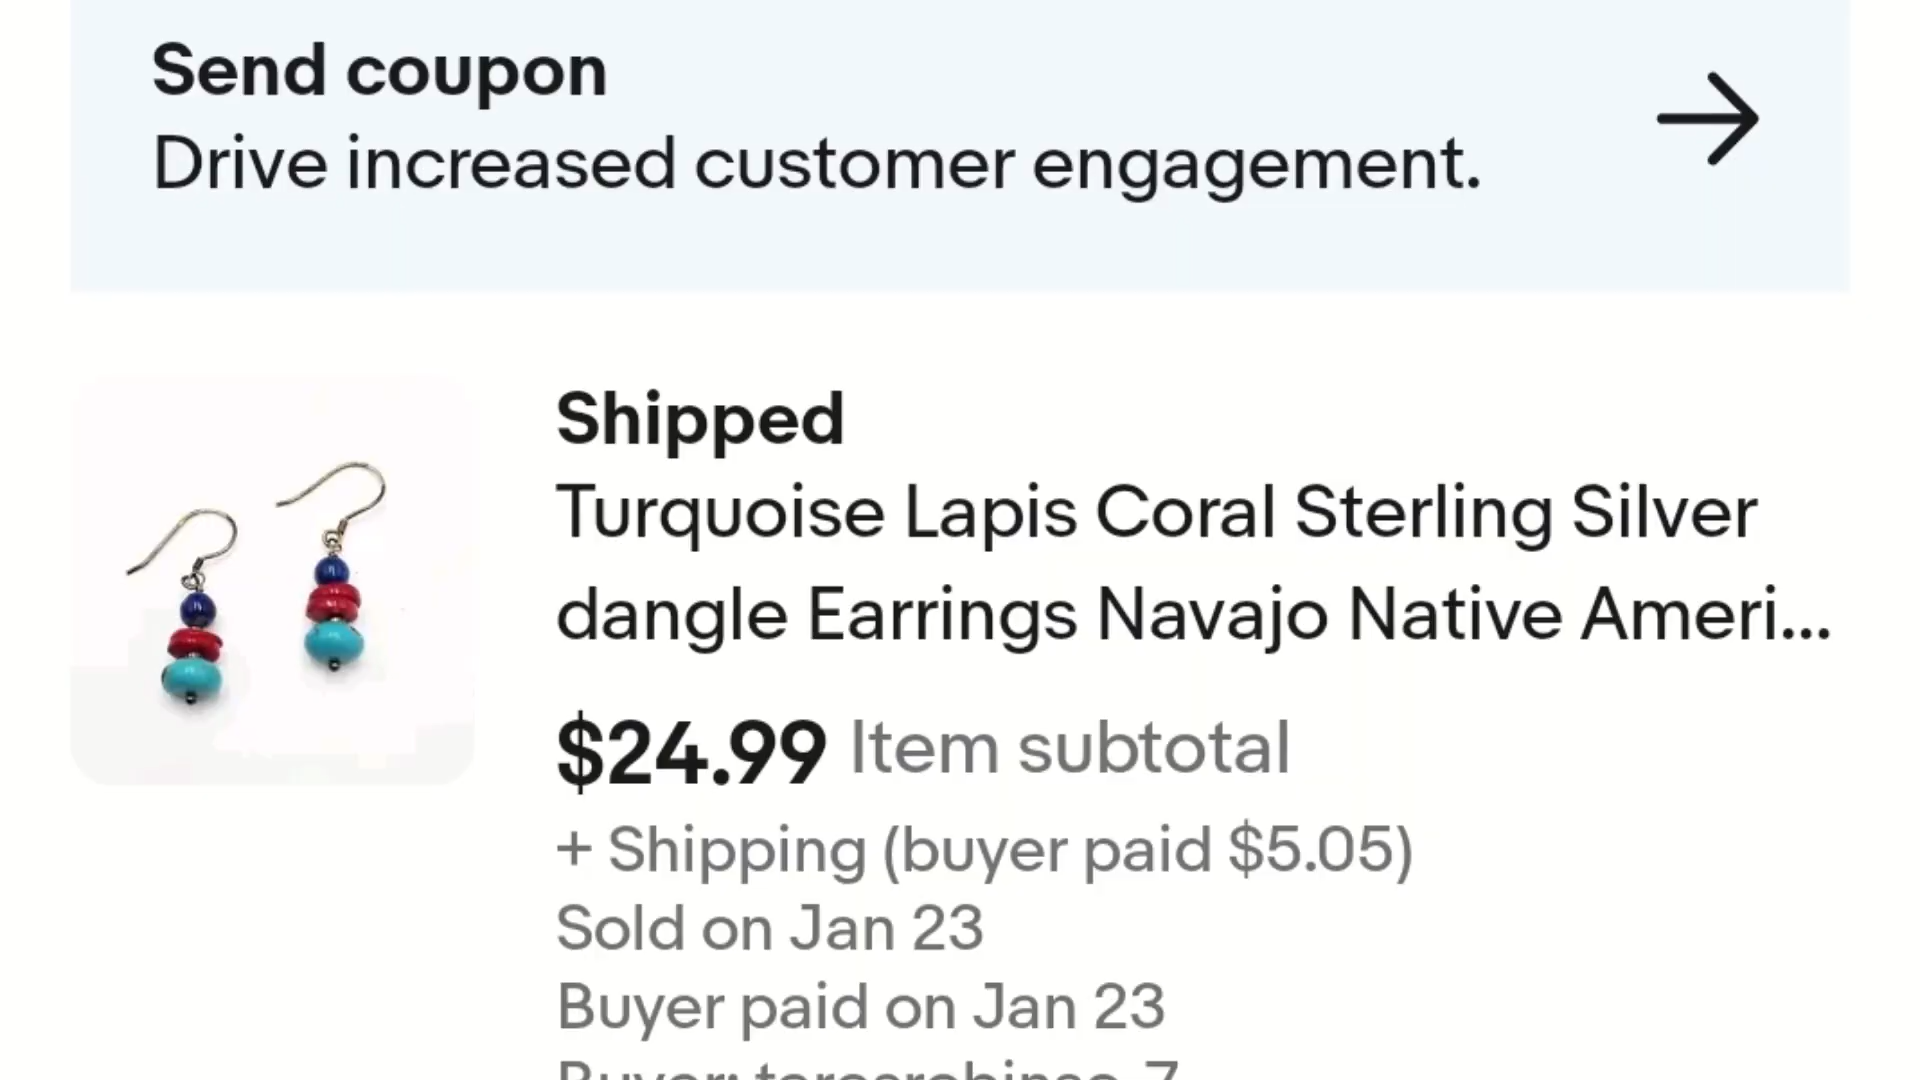 Send coupon
Drive increased customer engagement.
Shipped
Turquoise Lapis Coral Sterling Silver
dangle Earrings Navajo Native Ameri...
$24.99 Item subtotal
+ Shipping (buyer paid $5.05)
Sold on Jan 23
Buyer paid on Jan 23
Buyer: